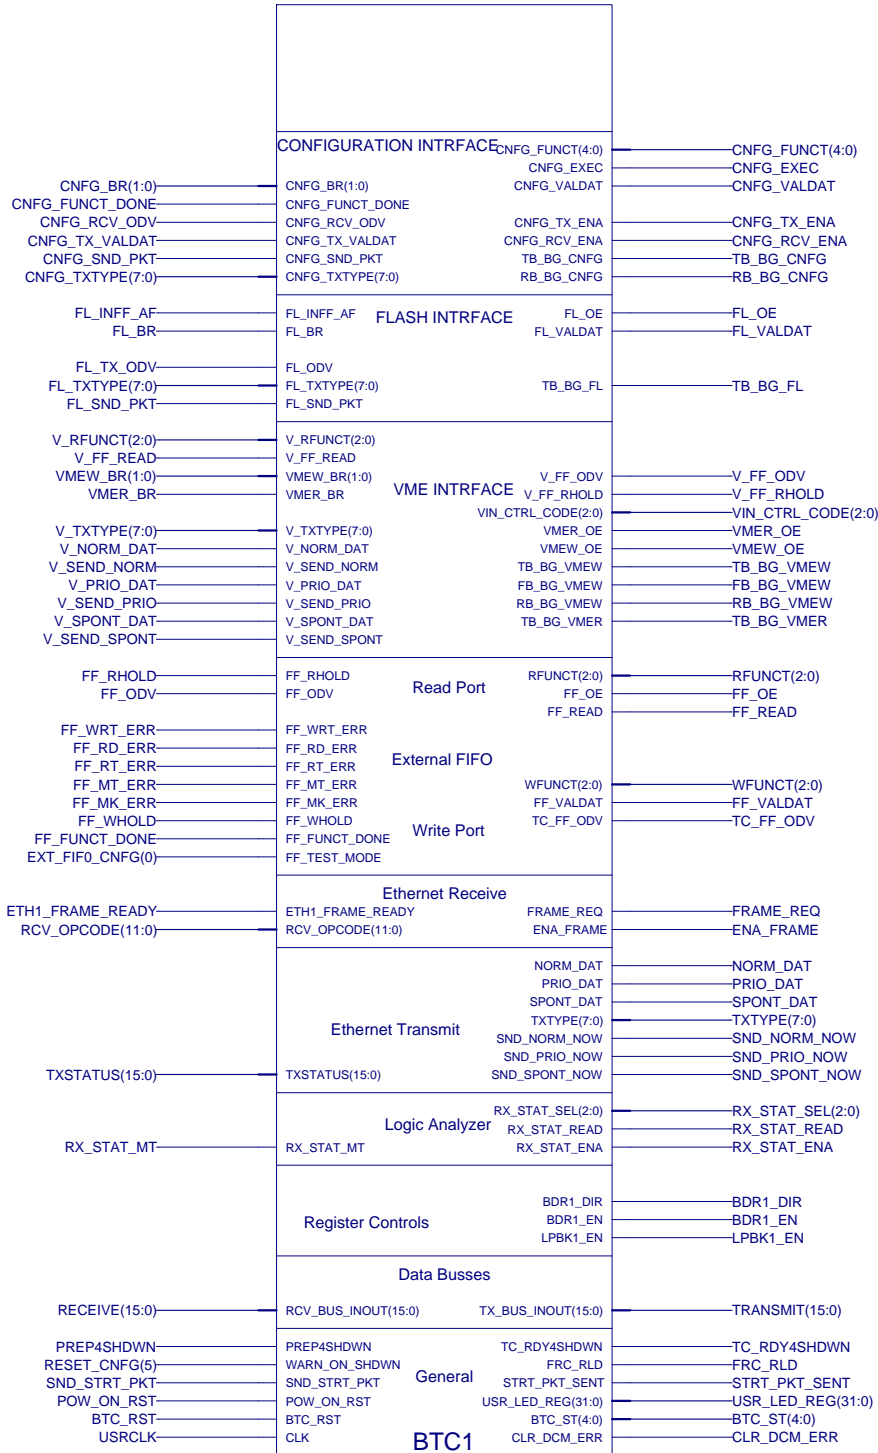 CONFIGURATION INTRFACE CNFG_FUNCT(4:0) CNFG_FUNCT(4:0)
CNFG_EXEC CNFG_EXEC
CNFG_BR(1:0) CNFG_BR(1:0) CNFG_VALDAT CNFG_VALDAT
CNFG_FUNCT_DONE CNFG_FUNCT_DONE
CNFG_RCV_ODV CNFG_RCV_ODV CNFG_TX_ENA CNFG_TX_ENA
CNFG_TX_VALDAT CNFG_TX_VALDAT CNFG_RCV_ENA CNFG_RCV_ENA
CNFG_SND_PKT CNFG_SND_PKT TB_BG_CNFG TB_BG_CNFG
CNFG_TXTYPE(7:0) CNFG_TXTYPE(7:0) RB_BG_CNFG RB_BG_CNFG
FL_INFF_AF FL_INFF_AF FLASH INTRFACE FL_OE FL_OE
FL_BR FL_BR FL_VALDAT FL_VALDAT
FL_TX_ODV FL_ODV
FL_TXTYPE(7:0) FL_TXTYPE(7:0) TB_BG_FL TB_BG_FL
FL_SND_PKT FL_SND_PKT
V_RFUNCT(2:0) V_RFUNCT(2:0)
V_FF_READ V_FF_READ
VMEW_BR(1:0) VMEW_BR(1:0) V_FF_ODV V_FF_ODV
VMER_BR VMER_BR VME INTRFACE V_FF_RHOLD V_FF_RHOLD
VIN_CTRL_CODE(2:0) VIN_CTRL_CODE(2:0)
V_TXTYPE(7:0) V_TXTYPE(7:0) VMER_OE VMER_OE
V_NORM_DAT V_NORM_DAT VMEW_OE VMEW_OE
V_SEND_NORM V_SEND_NORM TB_BG_VMEW TB_BG_VMEW
V_PRIO_DAT V_PRIO_DAT FB_BG_VMEW FB_BG_VMEW
V_SEND_PRIO V_SEND_PRIO RB_BG_VMEW RB_BG_VMEW
V_SPONT_DAT V_SPONT_DAT TB_BG_VMER TB_BG_VMER
V_SEND_SPONT V_SEND_SPONT
FF_RHOLD FF_RHOLD Read Port RFUNCT(2:0) RFUNCT(2:0)
FF_ODV FF_ODV FF_OE FF_OE
FF_READ FF_READ
FF_WRT_ERR FF_WRT_ERR
FF_RD_ERR FF_RD_ERR
FF_RT_ERR FF_RT_ERR External FIFO
FF_MT_ERR FF_MT_ERR WFUNCT(2:0) WFUNCT(2:0)
FF_MK_ERR FF_MK_ERR FF_VALDAT FF_VALDAT
FF_WHOLD FF_WHOLD Write Port TC_FF_ODV TC_FF_ODV
FF_FUNCT_DONE FF_FUNCT_DONE
EXT_FIF0_CNFG(0) FF_TEST_MODE
Ethernet Receive
ETH1_FRAME_READY ETH1_FRAME_READY FRAME_REQ FRAME_REQ
RCV_OPCODE(11:0) RCV_OPCODE(11:0) ENA_FRAME ENA_FRAME
NORM_DAT NORM_DAT
PRIO_DAT PRIO_DAT
SPONT_DAT SPONT_DAT
TXTYPE(7:0) TXTYPE(7:0)
Ethernet Transmit SND_NORM_NOW SND_NORM_NOW
SND_PRIO_NOW SND_PRIO_NOW
TXSTATUS(15:0) TXSTATUS(15:0) SND_SPONT_NOW SND_SPONT_NOW
RX_STAT_SEL(2:0) RX_STAT_SEL(2:0)
Logic Analyzer RX_STAT_READ RX_STAT_READ
RX_STAT_MT RX_STAT_MT RX_STAT_ENA RX_STAT_ENA
BDR1_DIR BDR1_DIR
Register Controls BDR1_EN BDR1_EN
LPBK1_EN LPBK1_EN
Data Busses
RECEIVE(15:0) RCV_BUS_INOUT(15:0) TX_BUS_INOUT(15:0) TRANSMIT(15:0)
PREP4SHDWN PREP4SHDWN TC_RDY4SHDWN TC_RDY4SHDWN
RESET_CNFG(5) WARN_ON_SHDWN FRC_RLD FRC_RLD
SND_STRT_PKT SND_STRT_PKT General STRT_PKT_SENT STRT_PKT_SENT
POW_ON_RST POW_ON_RST USR_LED_REG(31:0) USR_LED_REG(31:0)
BTC_RST BTC_RST BTC_ST(4:0) BTC_ST(4:0)
USRCLK CLK BTC1 CLR_DCM_ERR CLR_DCM_ERR